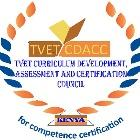 TVET CDACC
TVET CURRICULUM DEVELOPMENT,
ASSESSMENT AND CERTIFICATION
COUNCIL
KENYA
for competence certification